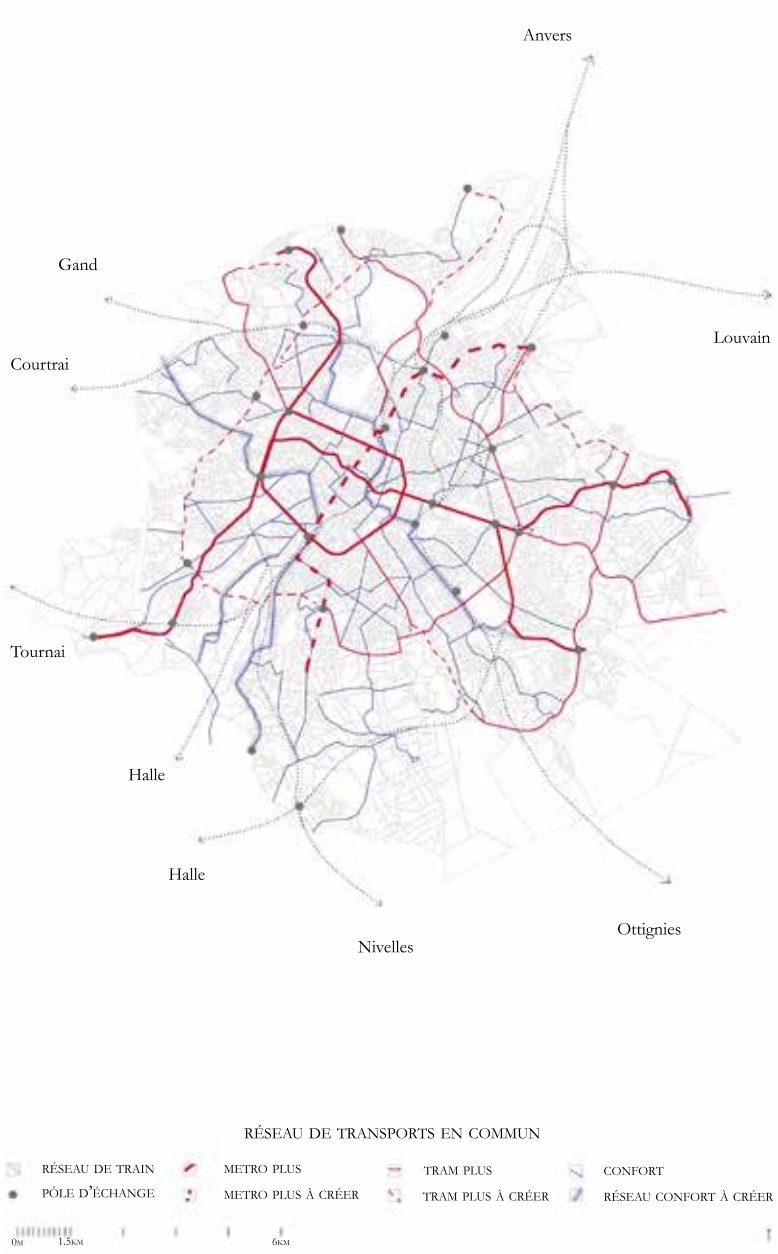 Anvers
Gand
Louvain
Courtrai
Tournai
Halle
Halle
Ottignies
Nivelles
RÉSEAU DE TRANSPORTS EN COMMUN
RÉSEAU DE TRAIN METRO PLUS TRAM PLUS CONFORT
PÔLE D'ÉCHANGE METRO PLUS À CRÉER TRAM PLUS À CRÉER RÉSEAU CONFORT À CRÉER
0M 1.5KM 6KM